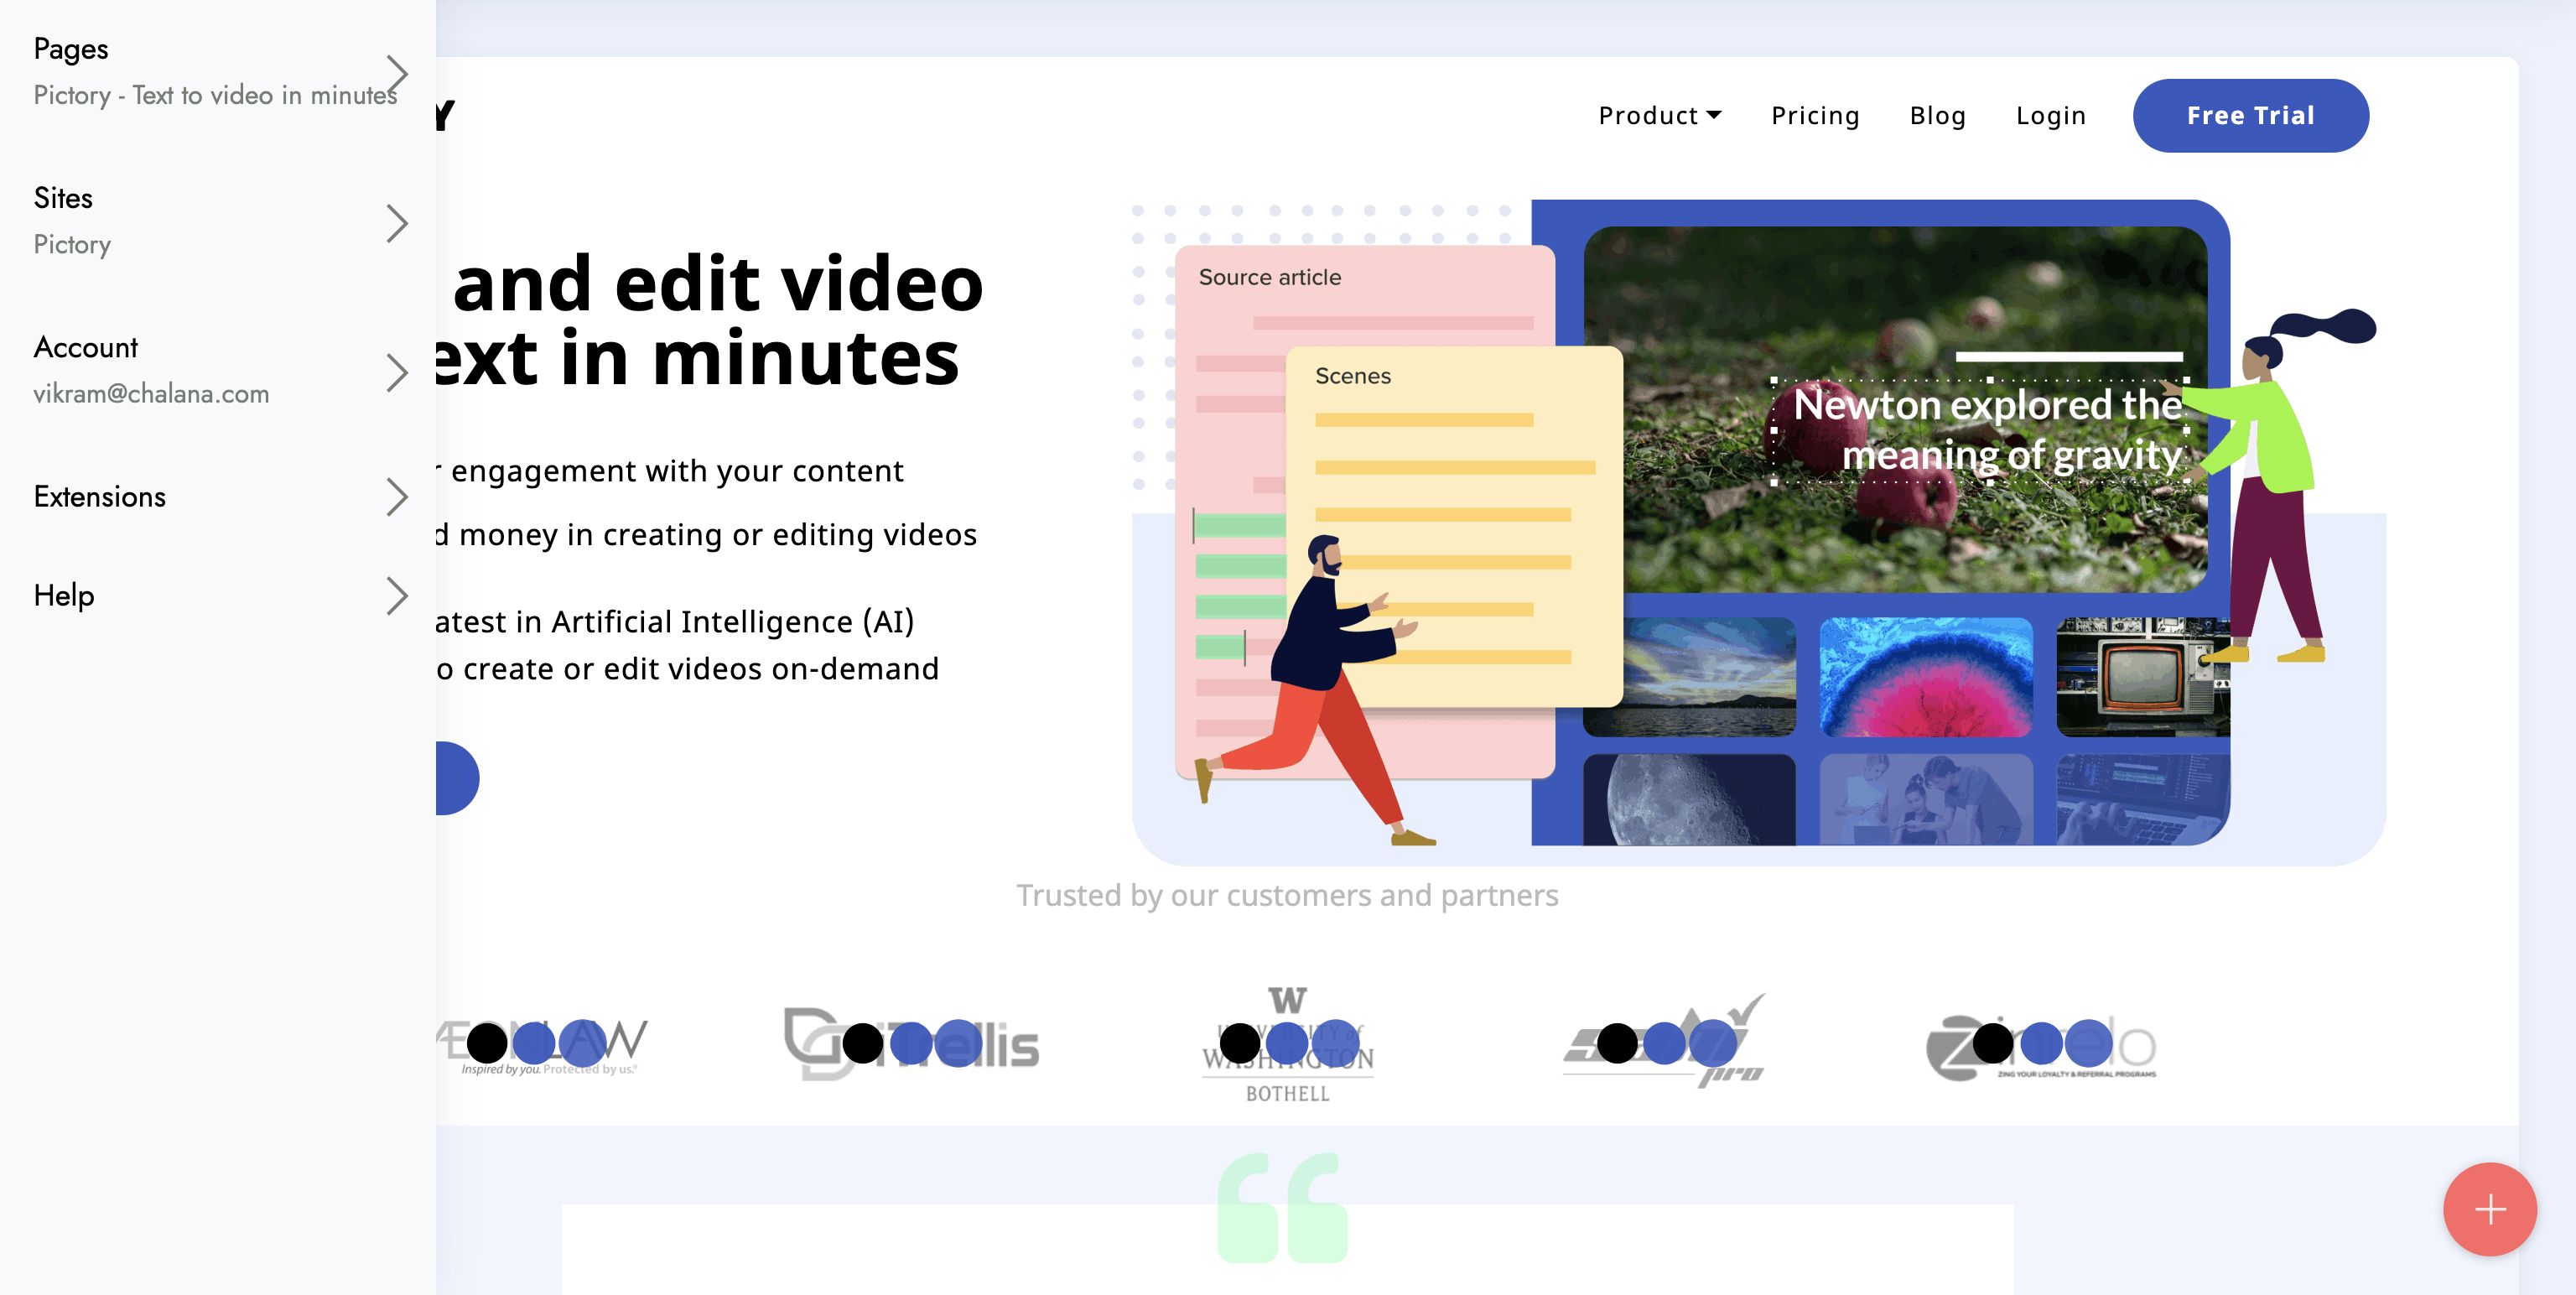 Pages
Pictory - Text to video in minutes
Sites
Pictory
Account
vikram@chalana.com
Extensions
Help
Y
Product
Pricing
Blog
Login
Free Trial
and edit video
ext in minutes
r engagement with your content
d money in creating or editing videos
atest in Artificial Intelligence (AI)
o create or edit videos on-demand
Source article
Scenes
Newton explored the
meaning of gravity
Trusted by our customers and partners
Inspired by you. Protected by us.
W
WASHINGTON
BOTHELL
pro
ZING YOUR LOYALTY & REFERRAL PROGRAMS